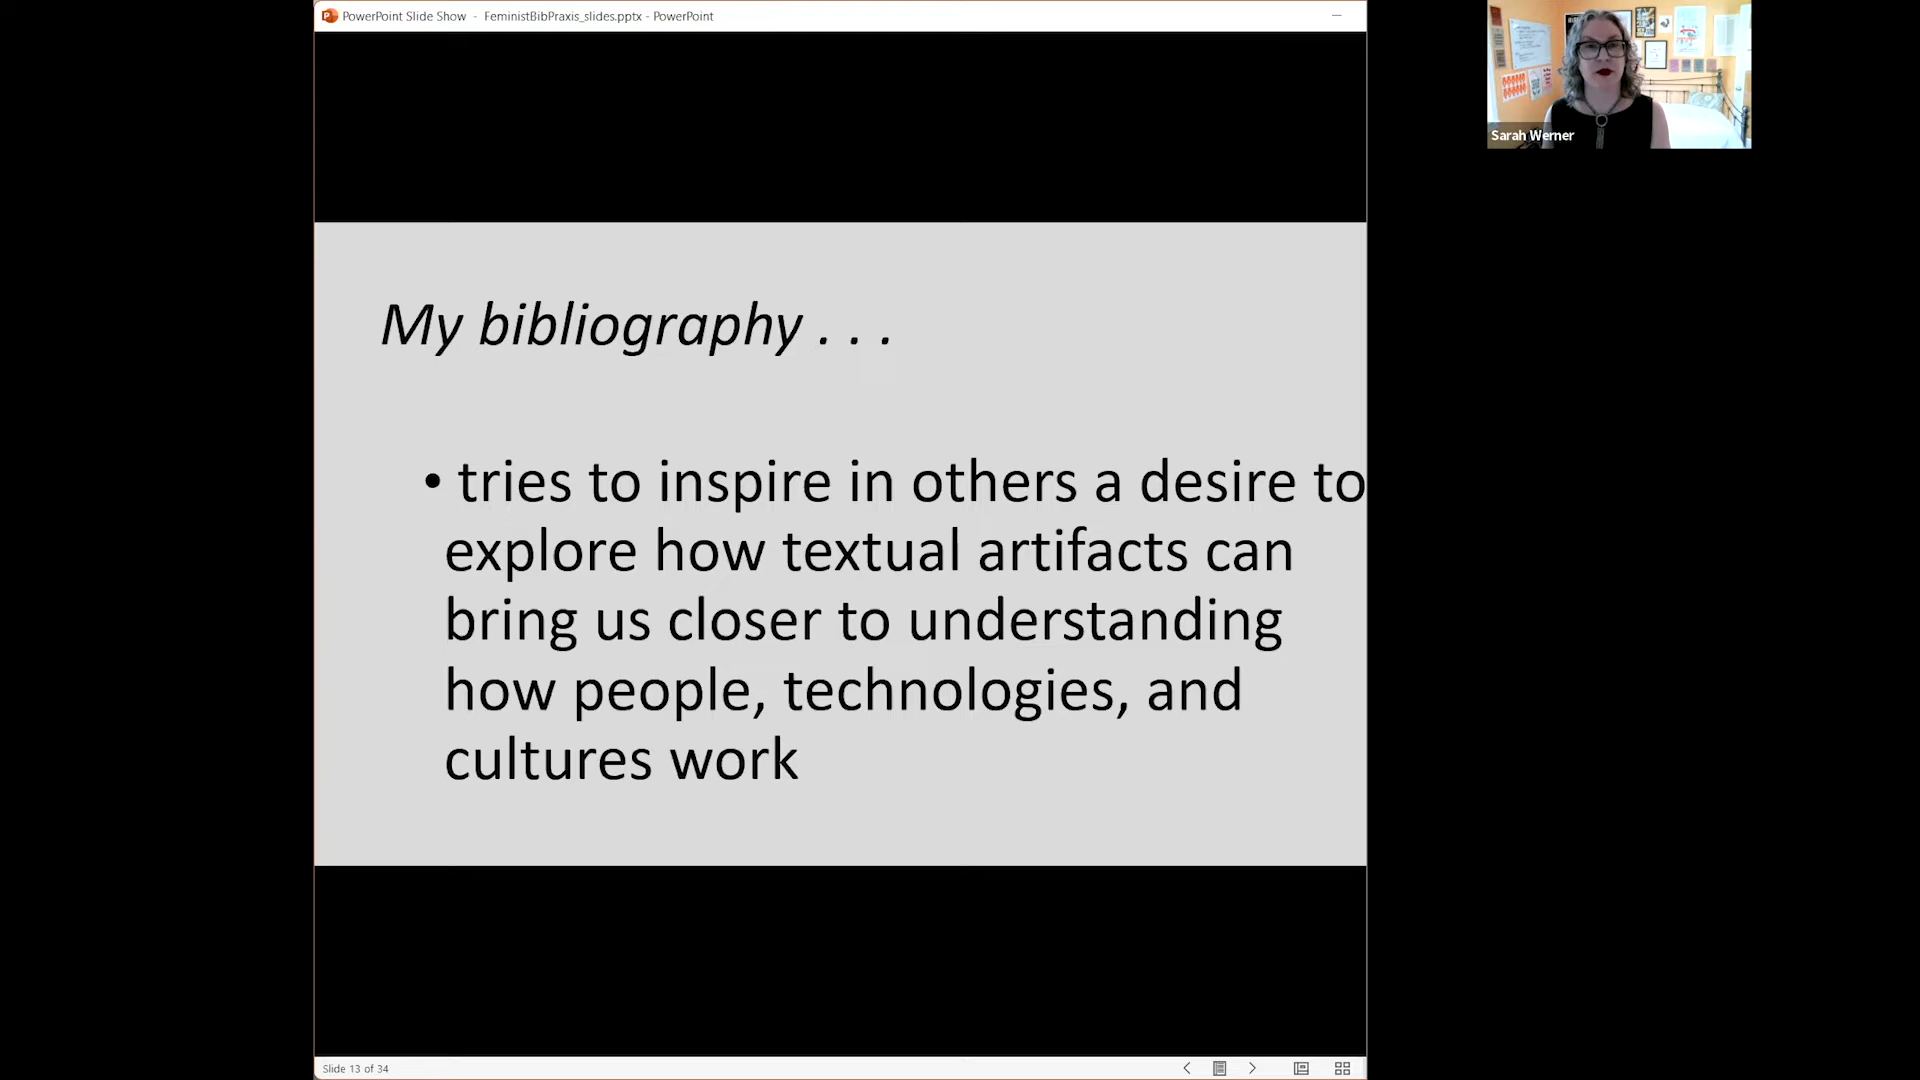 PowerPoint Slide Show - FeministBibPraxis_slides.pptx - PowerPoint
Sarah Werner
My bibliography . . .
• tries to inspire in others a desire to
explore how textual artifacts can
bring us closer to understanding
how people, technologies, and
cultures work
Slide 13 of 34